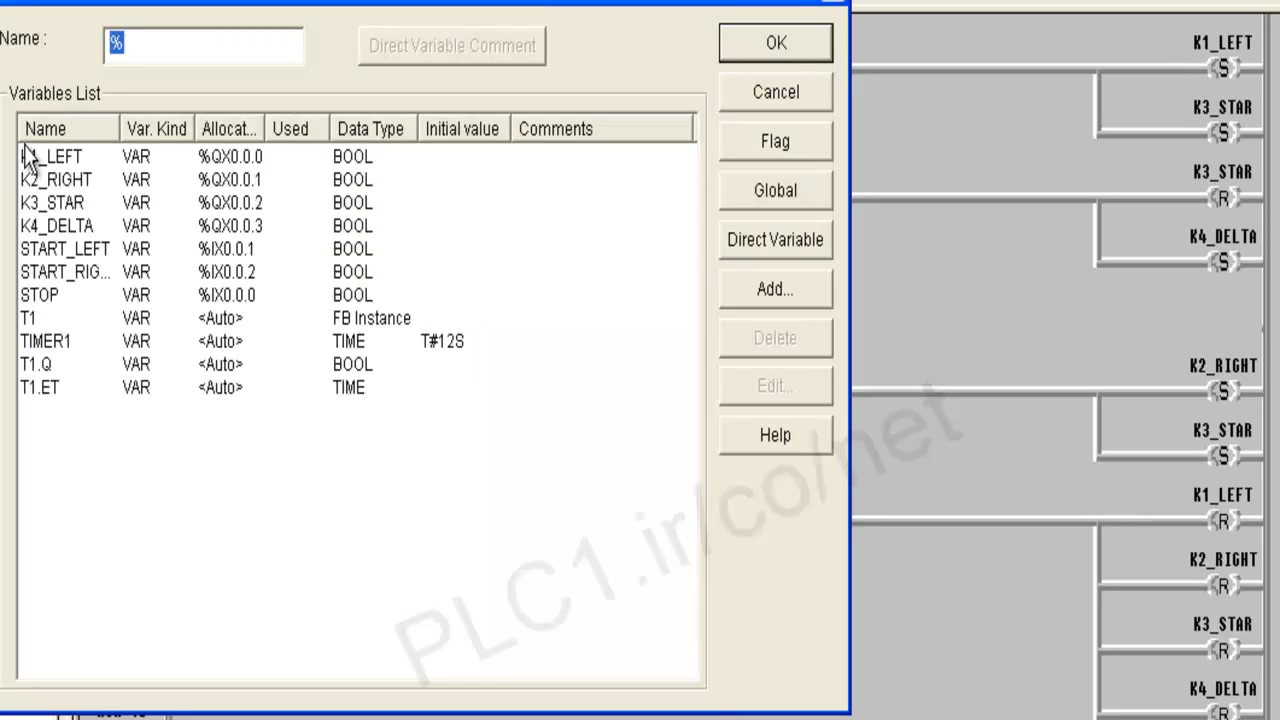 Name :
%
Direct Variable Comment
OK
Variables List
Cancel
Name Var. Kind Allocat... Used Data Type Initial value Comments
K1_LEFT VAR %QX0.0.0 BOOL
K2_RIGHT VAR %QX0.0.1 BOOL
K3_STAR VAR %QX0.0.2 BOOL
K4_DELTA VAR %QX0.0.3 BOOL
START_LEFT VAR %IX0.0.1 BOOL
START_RIG... VAR %IX0.0.2 BOOL
STOP VAR %IX0.0.0 BOOL
T1 VAR <Auto> FB Instance
TIMER1 VAR <Auto> TIME T#12S
T1.Q VAR <Auto> BOOL
T1.ET VAR <Auto> TIME
Flag
Global
Direct Variable
Add...
Delete
Edit...
Help
K1_LEFT
S
K3_STAR
S
K3_STAR
R
K4_DELTA
S
K2_RIGHT
S
K3_STAR
S
K1_LEFT
R
K2_RIGHT
R
K3_STAR
R
K4_DELTA
R
PLC1.ir/co/net